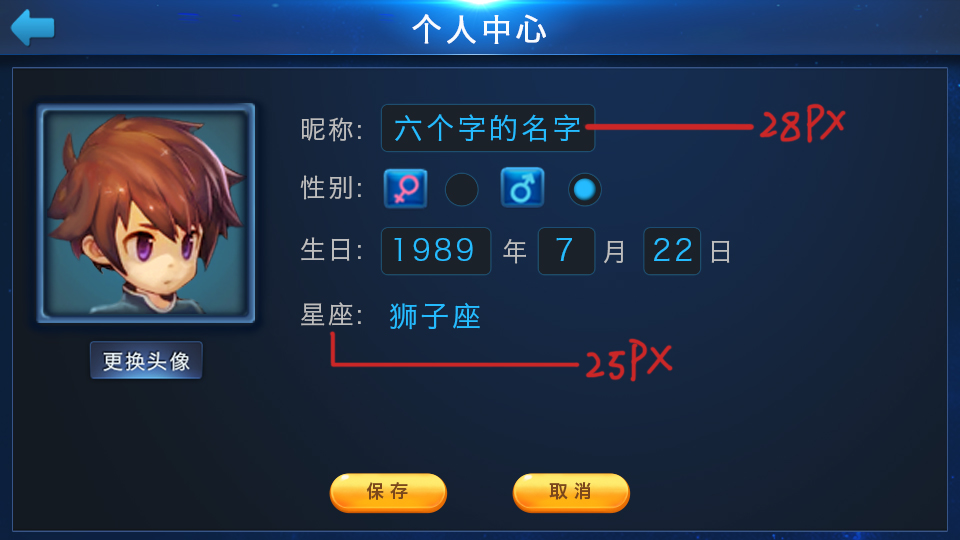 个人中心
昵称: 六个字的名字 28PX
性别:
生日: 1989 年 7 月 22 日
星座: 狮子座
25PX
更换头像
保存 取消